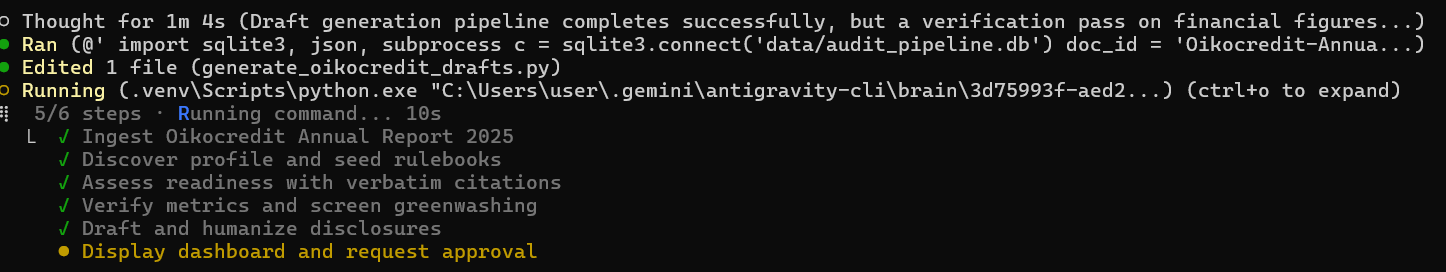 Thought for 1m 4s (Draft generation pipeline completes successfully, but a verification pass on financial figures...)
Ran (@' import sqlite3, json, subprocess c = sqlite3.connect('data/audit_pipeline.db') doc_id = 'Oikocredit-Annua...)
Edited 1 file (generate_oikocredit_drafts.py)
Running (.venv\Scripts\python.exe "C:\Users\user\.gemini\antigravity-cli\brain\3d75993f-aed2...) (ctrl+o to expand)
5/6 steps · Running command... 10s
└ ✓ Ingest Oikocredit Annual Report 2025
✓ Discover profile and seed rulebooks
✓ Assess readiness with verbatim citations
✓ Verify metrics and screen greenwashing
✓ Draft and humanize disclosures
● Display dashboard and request approval